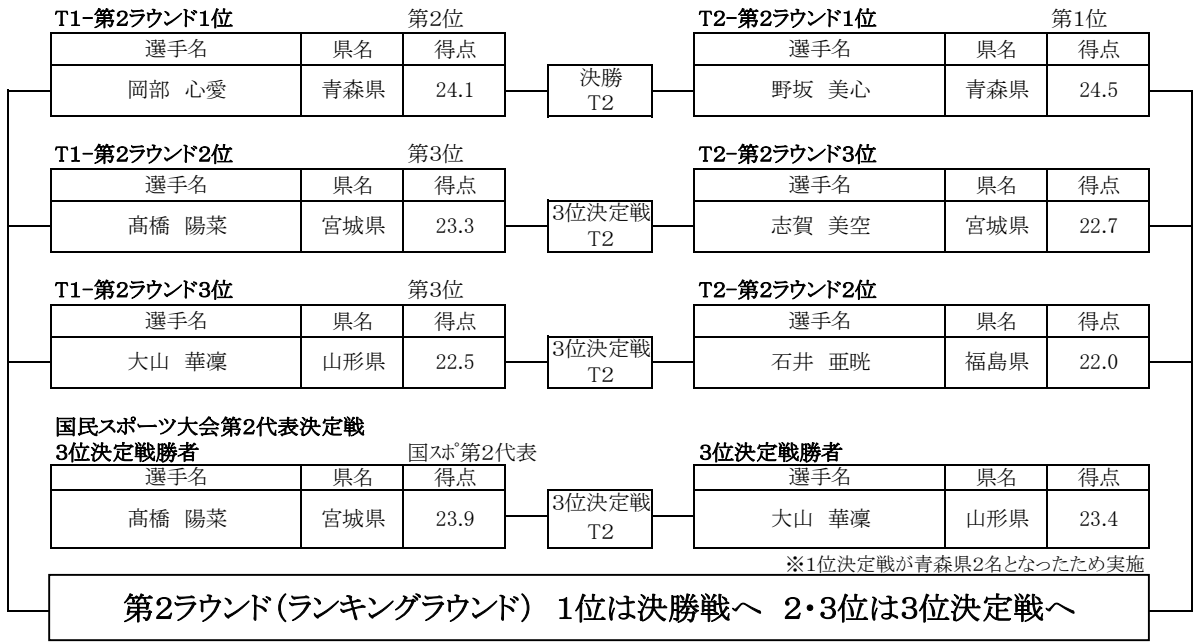 T1-第2ラウンド1位 第2位 T2-第2ラウンド1位 第1位
選手名 県名 得点 選手名 県名 得点
岡部 心愛 青森県 24.1 決勝 T2 野坂 美心 青森県 24.5
T1-第2ラウンド2位 第3位 T2-第2ラウンド3位
選手名 県名 得点 選手名 県名 得点
髙橋 陽菜 宮城県 23.3 3位決定戦 T2 志賀 美空 宮城県 22.7
T1-第2ラウンド3位 第3位 T2-第2ラウンド2位
選手名 県名 得点 選手名 県名 得点
大山 華凜 山形県 22.5 3位決定戦 T2 石井 亜晄 福島県 22.0
国民スポーツ大会第2代表決定戦
3位決定戦勝者 国スポ第2代表 3位決定戦勝者
選手名 県名 得点 選手名 県名 得点
髙橋 陽菜 宮城県 23.9 3位決定戦 T2 大山 華凜 山形県 23.4
※1位決定戦が青森県2名となったため実施
第2ラウンド(ランキングラウンド) 1位は決勝戦へ 2・3位は3位決定戦へ